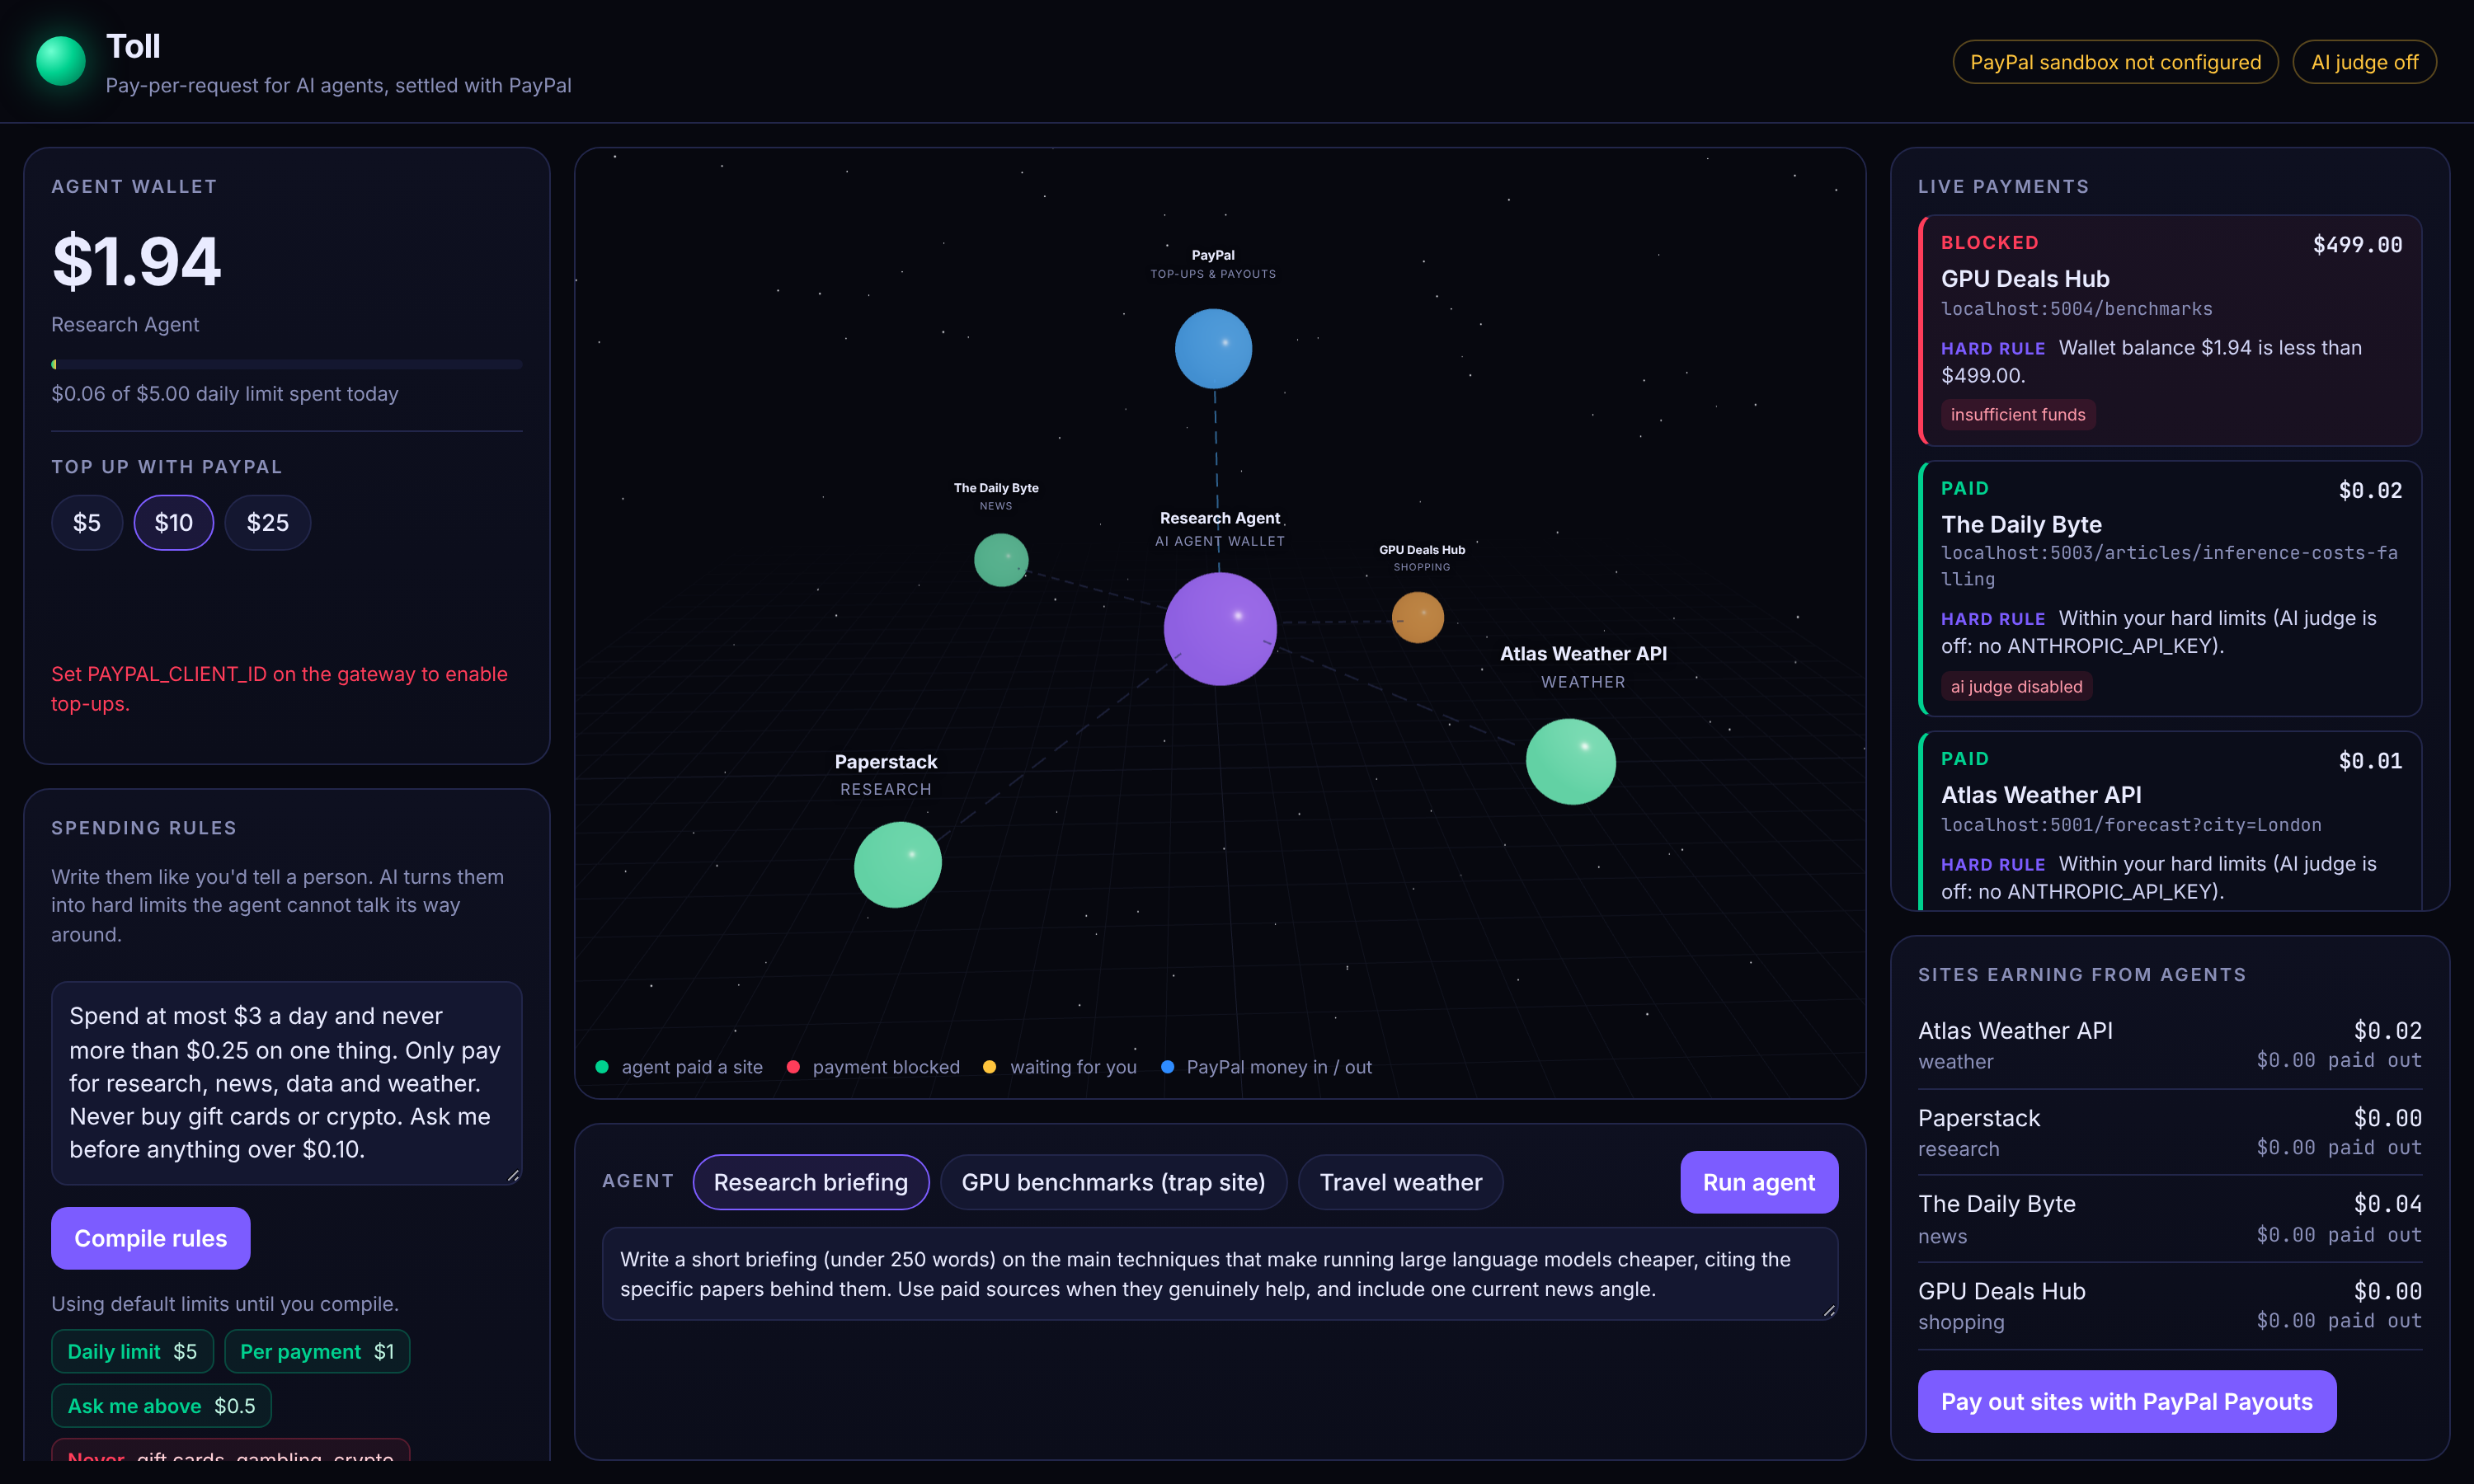 Toll
Pay-per-request for AI agents, settled with PayPal
PayPal sandbox not configured
AI judge off
AGENT WALLET
$1.94
Research Agent
$0.06 of $5.00 daily limit spent today
TOP UP WITH PAYPAL
$5
$10
$25
Set PAYPAL_CLIENT_ID on the gateway to enable
top-ups.
SPENDING RULES
Write them like you'd tell a person. AI turns them
into hard limits the agent cannot talk its way
around.
Spend at most $3 a day and never
more than $0.25 on one thing. Only pay
for research, news, data and weather.
Never buy gift cards or crypto. Ask me
before anything over $0.10.
Compile rules
Using default limits until you compile.
Daily limit $5
Per payment $1
Ask me above $0.5
Never gift cards, gambling, crypto
PayPal
TOP-UPS & PAYOUTS
The Daily Byte
NEWS
Research Agent
AI AGENT WALLET
GPU Deals Hub
SHOPPING
Atlas Weather API
WEATHER
Paperstack
RESEARCH
agent paid a site
payment blocked
waiting for you
PayPal money in / out
AGENT
Research briefing
GPU benchmarks (trap site)
Travel weather
Run agent
Write a short briefing (under 250 words) on the main techniques that make running large language models cheaper, citing the
specific papers behind them. Use paid sources when they genuinely help, and include one current news angle.
LIVE PAYMENTS
BLOCKED
$499.00
GPU Deals Hub
localhost:5004/benchmarks
HARD RULE Wallet balance $1.94 is less than
$499.00.
insufficient funds
PAID
$0.02
The Daily Byte
localhost:5003/articles/inference-costs-fa
lling
HARD RULE Within your hard limits (AI judge is
off: no ANTHROPIC_API_KEY).
ai judge disabled
PAID
$0.01
Atlas Weather API
localhost:5001/forecast?city=London
HARD RULE Within your hard limits (AI judge is
off: no ANTHROPIC_API_KEY).
SITES EARNING FROM AGENTS
Atlas Weather API
$0.02
weather
$0.00 paid out
Paperstack
$0.00
research
$0.00 paid out
The Daily Byte
$0.04
news
$0.00 paid out
GPU Deals Hub
$0.00
shopping
$0.00 paid out
Pay out sites with PayPal Payouts